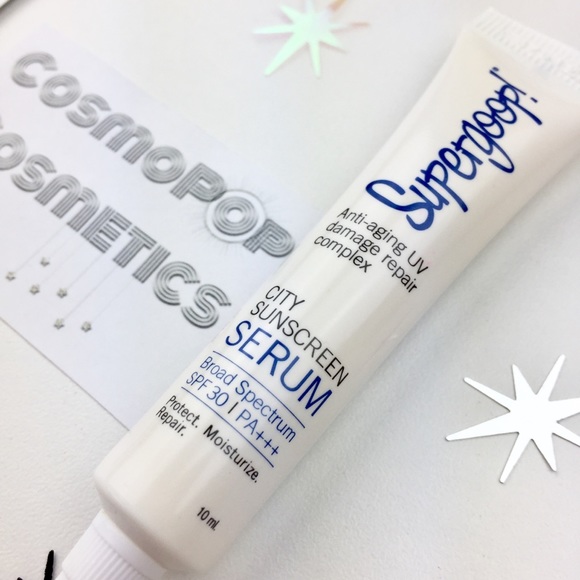 COSMOPOP
COSMETICS
Supergoop!
Anti-aging UV
damage repair
complex
CITY
SUNSCREEN
SERUM
Broad Spectrum
SPF 30 | PA+++
Protect. Moisturize.
Repair.
10 ml.